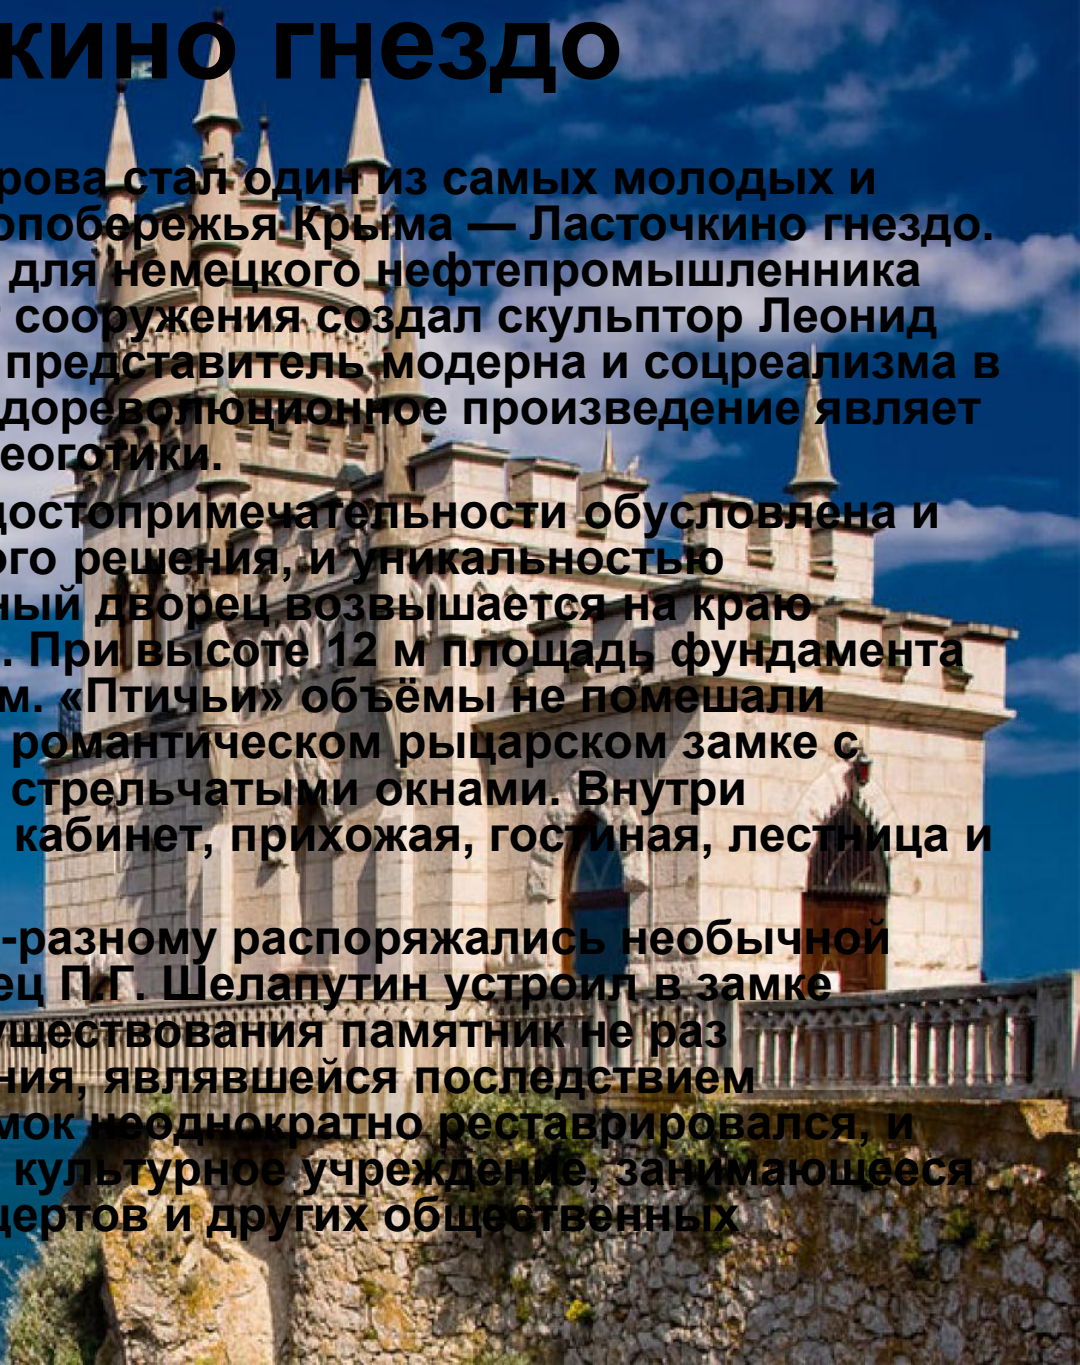 кино гнездо
рова стал один из самых молодых и
опобережья Крыма — Ласточкино гнездо.
для немецкого нефтепромышленника
сооружения создал скульптор Леонид
представитель модерна и соцреализма в
дореволюционное произведение являет
еоготики.
достопримечательности обусловлена и
ого решения, и уникальностью
ный дворец возвышается на краю
. При высоте 12 м площадь фундамента
м. «Птичьи» объёмы не помешали
романтическом рыцарском замке с
стрельчатыми окнами. Внутри
кабинет, прихожая, гостиная, лестница и
-разному распоряжались необычной
ец П.Г. Шелапутин устроил в замке
уществования памятник не раз
ния, являвшейся последствием
мок неоднократно реставрировался, и
культурное учреждение, занимающееся
цертов и других общественных